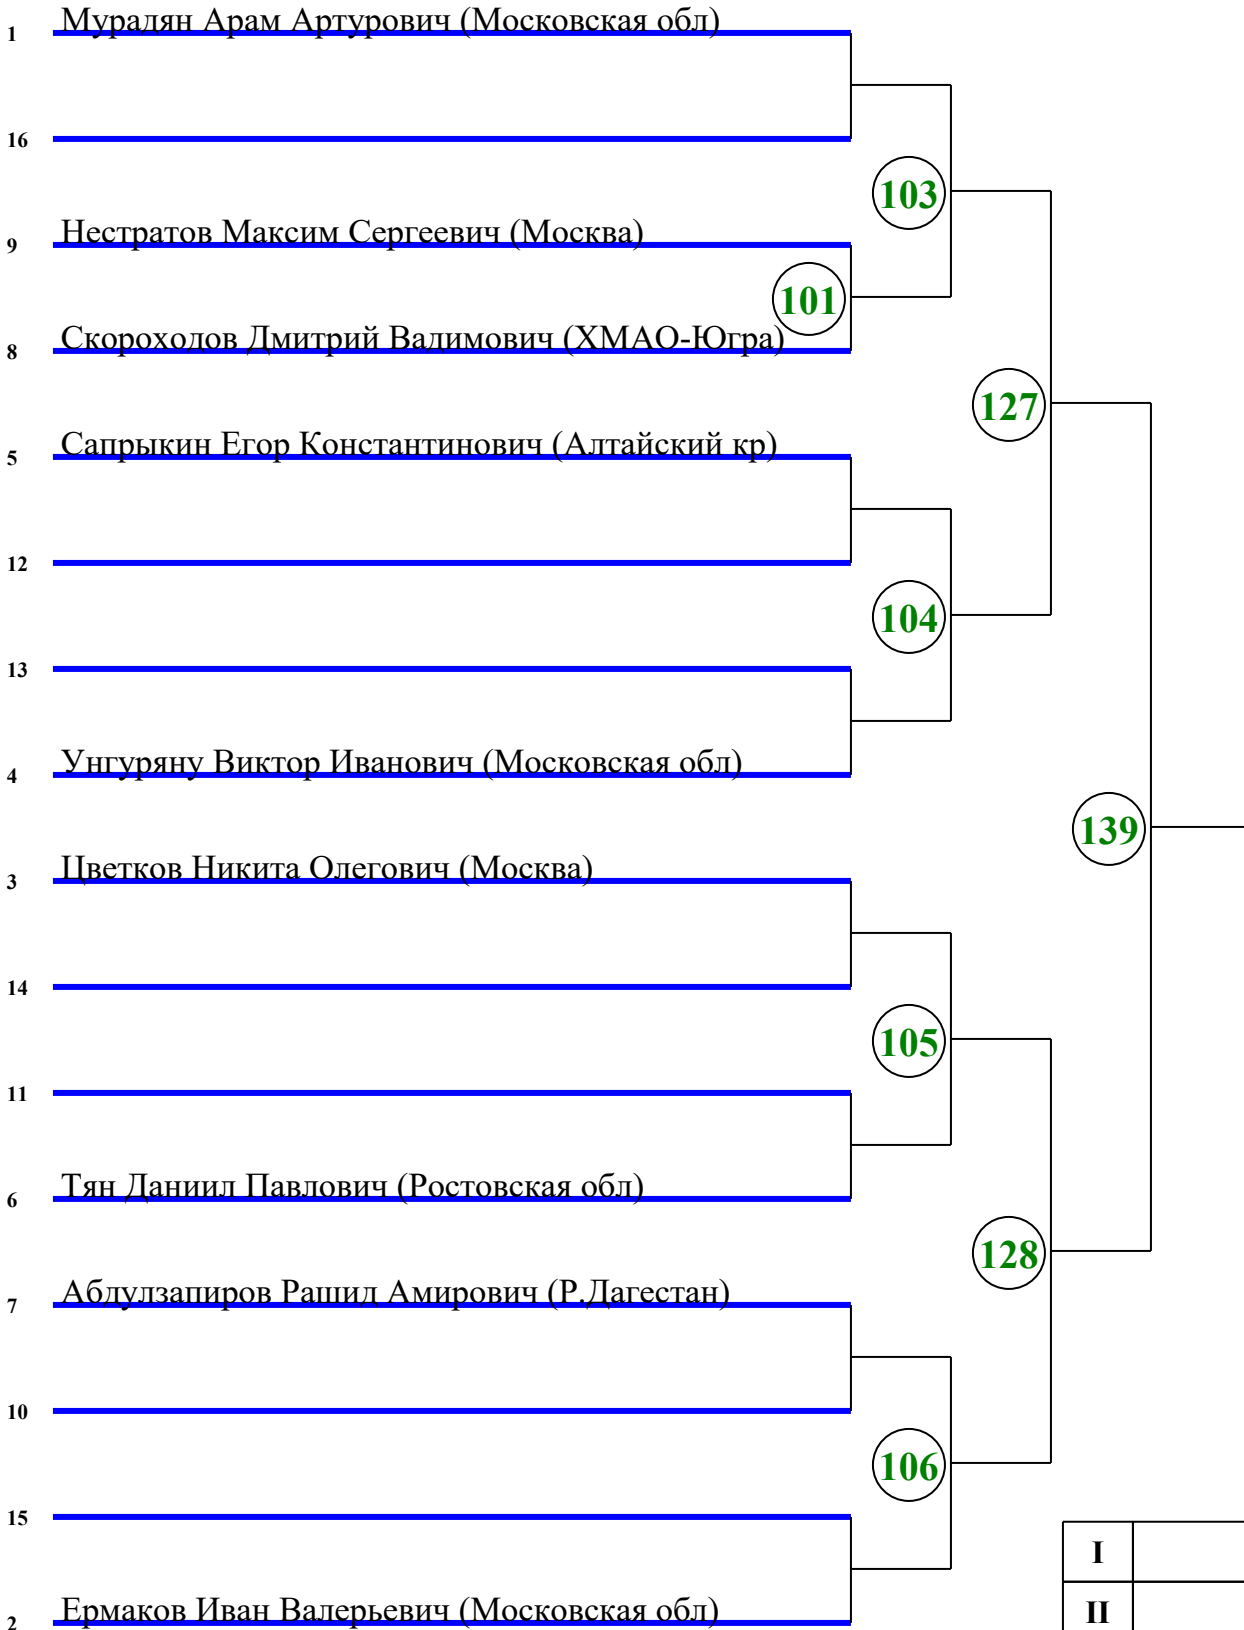 1 Мурадян Арам Артурович (Московская обл)
16
103
9 Нестратов Максим Сергеевич (Москва)
101
8 Скороходов Дмитрий Вадимович (ХМАО-Югра)
127
5 Сапрыкин Егор Константинович (Алтайский кр)
12
104
13
4 Унгуряну Виктор Иванович (Московская обл)
139
3 Цветков Никита Олегович (Москва)
14
105
11
6 Тян Даниил Павлович (Ростовская обл)
128
7 Абдулзапиров Рашид Амирович (Р.Дагестан)
10
106
15
I
2 Ермаков Иван Валерьевич (Московская обл)
II